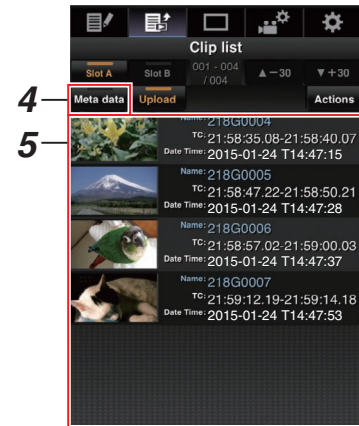 Clip list
Slot A Slot B 001 - 004 / 004 ▲−30 ▼+30
4 Meta data Upload Actions
5
Name: 218G0004
TC: 21:58:35.08-21:58:40.07
Date Time: 2015-01-24 T14:47:15
Name: 218G0005
TC: 21:58:47.22-21:58:50.21
Date Time: 2015-01-24 T14:47:28
Name: 218G0006
TC: 21:58:57.02-21:59:00.03
Date Time: 2015-01-24 T14:47:37
Name: 218G0007
TC: 21:59:12.19-21:59:14.18
Date Time: 2015-01-24 T14:47:53